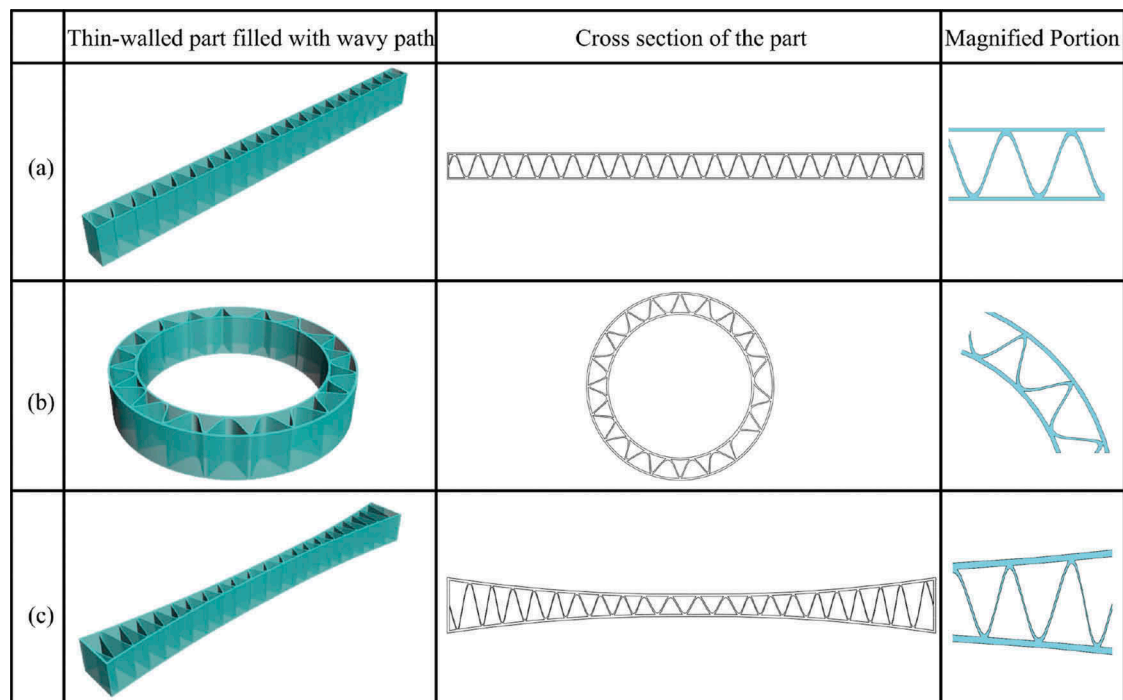 Thin-walled part filled with wavy path
Cross section of the part
Magnified Portion
(a)
(b)
(c)